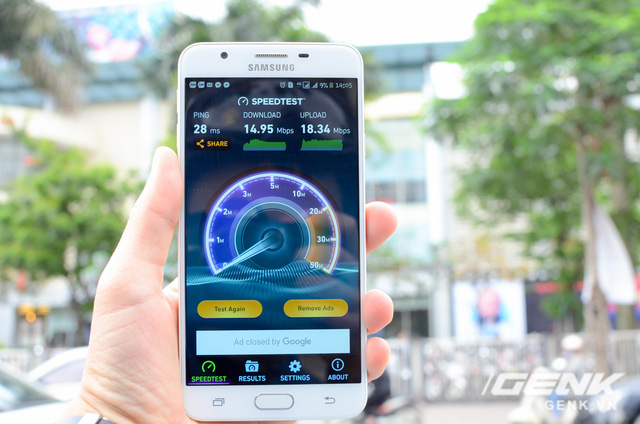 SAMSUNG
9% 14:05
SPEEDTEST
PING DOWNLOAD UPLOAD
28 ms 14.95 Mbps 18.34 Mbps
SHARE
5M
3M 10M
2M 20M
1M 30M
50M
Test Again Remove Ads
Ad closed by Google
SPEEDTEST RESULTS SETTINGS ABOUT
GENK
GENK.VN